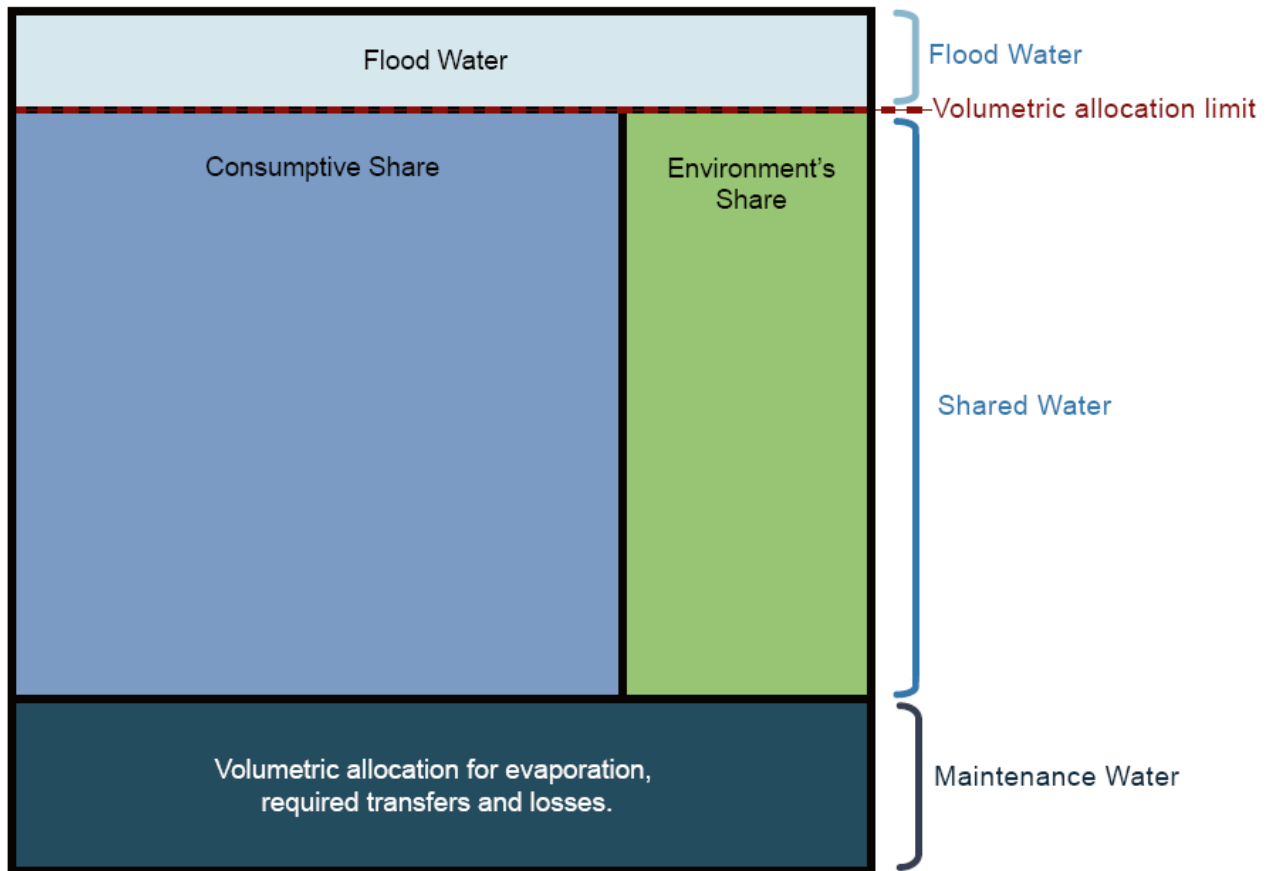 Flood Water
Flood Water
Volumetric allocation limit
Consumptive Share
Environment's
Share
Shared Water
Volumetric allocation for evaporation,
required transfers and losses.
Maintenance Water